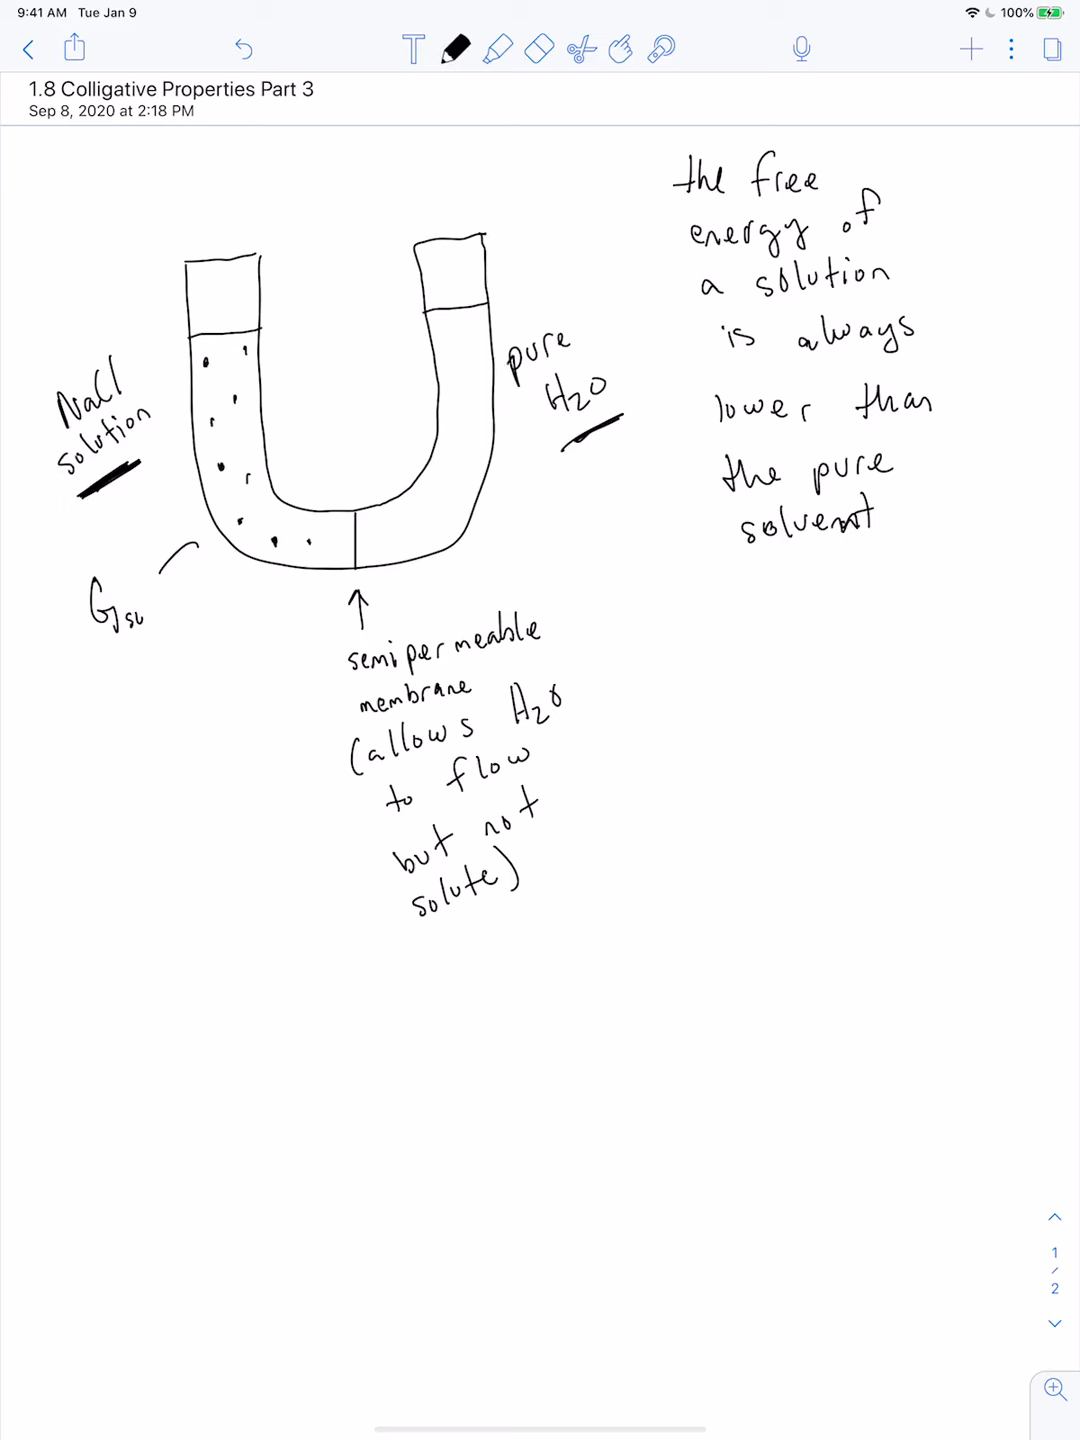 9:41 AM Tue Jan 9
100%
1.8 Colligative Properties Part 3
Sep 8, 2020 at 2:18 PM
the free
energy of
a solution
is always
lower than
the pure
solvent
pure
H2O
NaCl
solution
Gsu
semipermeable
membrane
(allows H2O
to flow
but not
solute)
1
/
2